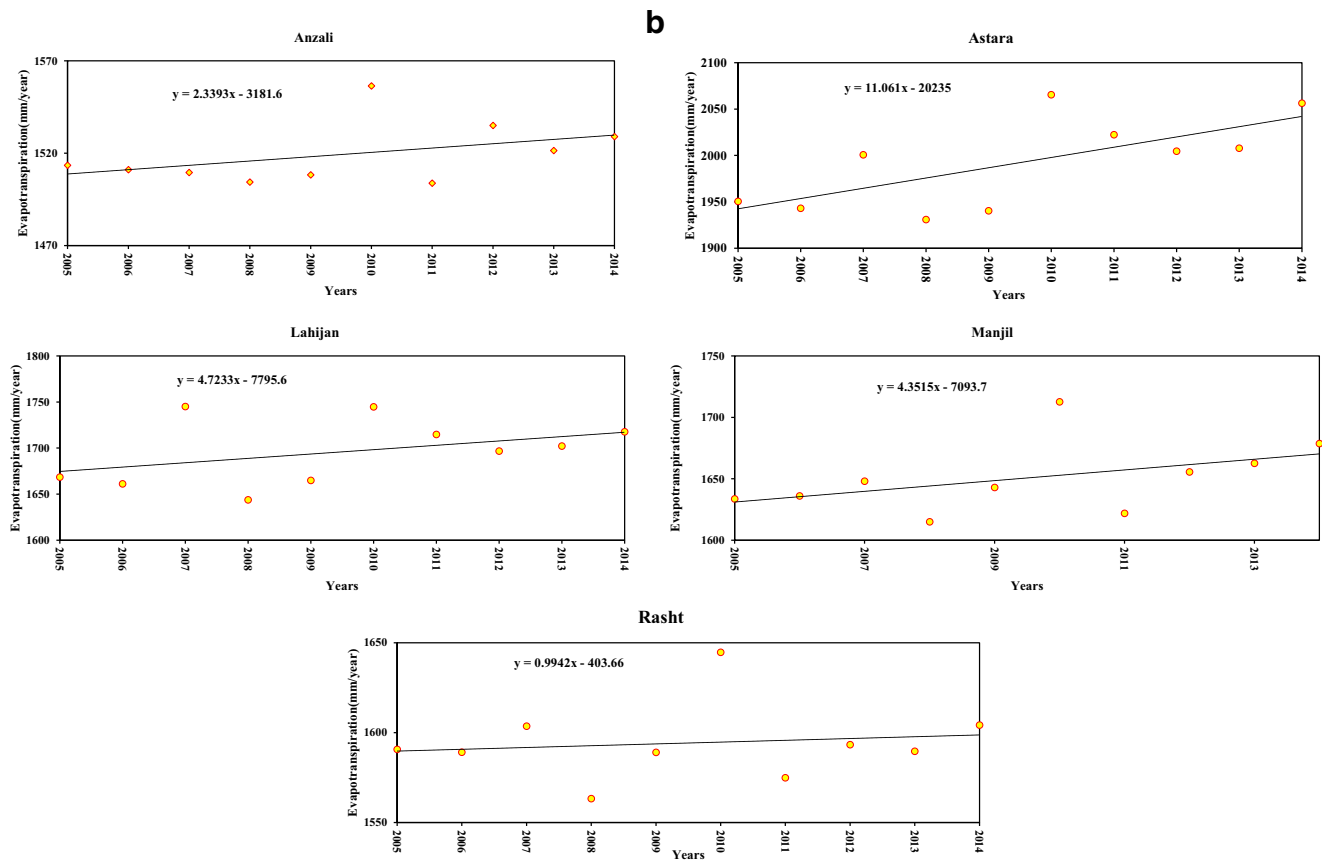 b
Anzali
Evapotranspiration(mm/year)
1570
1520
1470
y = 2.3393x - 3181.6
2005 2006 2007 2008 2009 2010 2011 2012 2013 2014
Years
Astara
Evapotranspiration(mm/year)
2100
2050
2000
1950
1900
y = 11.061x - 20235
2005 2006 2007 2008 2009 2010 2011 2012 2013 2014
Years
Lahijan
Evapotranspiration(mm/year)
1800
1750
1700
1650
1600
y = 4.7233x - 7795.6
2005 2006 2007 2008 2009 2010 2011 2012 2013 2014
Years
Manjil
Evapotranspiration(mm/year)
1750
1700
1650
1600
y = 4.3515x - 7093.7
2005 2007 2009 2011 2013
Years
Rasht
Evapotranspiration(mm/year)
1650
1600
1550
y = 0.9942x - 403.66
2005 2006 2007 2008 2009 2010 2011 2012 2013 2014
Years